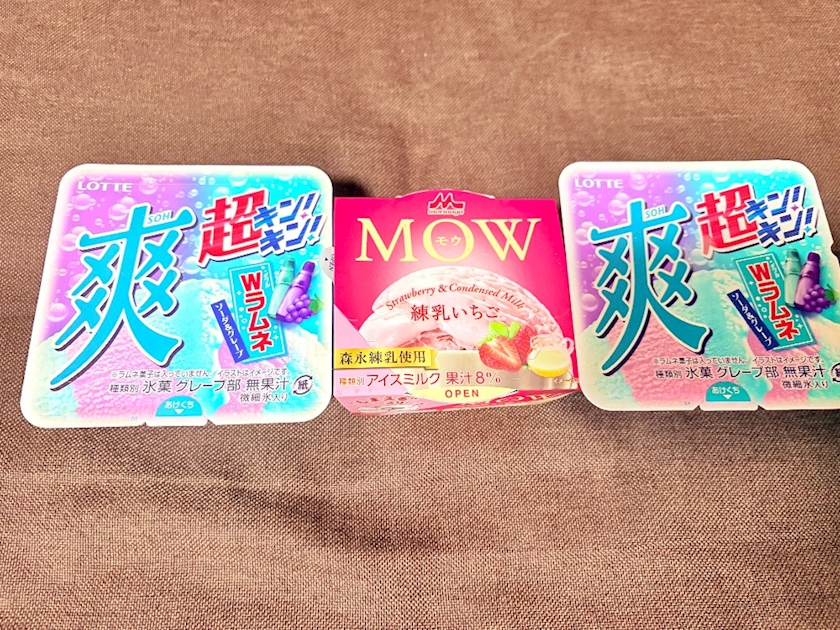 LOTTE
爽
SOH
超キンキン!!
Wラムネ
ダブル
ソーダ&グレープ
※ラムネ菓子は入っていません。/イラストはイメージです。
種類別 氷菓 グレープ部 無果汁
微細氷入り
紙
あけくち
MOW
モウ
Strawberry & Condensed Milk
練乳いちご
森永練乳使用
種類別 アイスミルク 果汁8%
OPEN
LOTTE
爽
SOH
超キンキン!!
Wラムネ
ダブル
ソーダ&グレープ
※ラムネ菓子は入っていません。/イラストはイメージです。
種類別 氷菓 グレープ部 無果汁
微細氷入り
あけくち